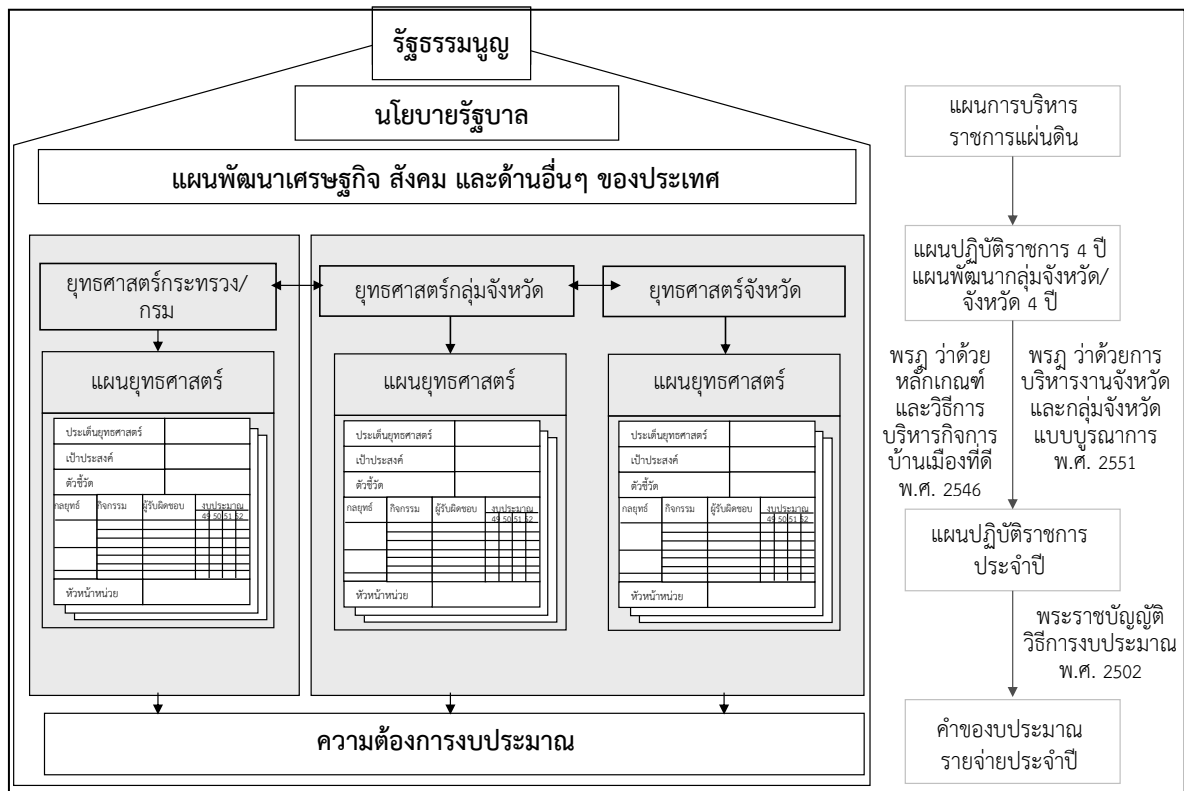 รัฐธรรมนูญ
นโยบายรัฐบาล
แผนพัฒนาเศรษฐกิจ สังคม และด้านอื่นๆ ของประเทศ
ยุทธศาสตร์กระทรวง/
กรม
ยุทธศาสตร์กลุ่มจังหวัด
ยุทธศาสตร์จังหวัด
แผนยุทธศาสตร์
ประเด็นยุทธศาสตร์
เป้าประสงค์
ตัวชี้วัด
กลยุทธ์ กิจกรรม ผู้รับผิดชอบ งบประมาณ
49 50 51 52
หัวหน้าหน่วย
แผนยุทธศาสตร์
ประเด็นยุทธศาสตร์
เป้าประสงค์
ตัวชี้วัด
กลยุทธ์ กิจกรรม ผู้รับผิดชอบ งบประมาณ
49 50 51 52
หัวหน้าหน่วย
แผนยุทธศาสตร์
ประเด็นยุทธศาสตร์
เป้าประสงค์
ตัวชี้วัด
กลยุทธ์ กิจกรรม ผู้รับผิดชอบ งบประมาณ
49 50 51 52
หัวหน้าหน่วย
ความต้องการงบประมาณ
แผนการบริหาร
ราชการแผ่นดิน
แผนปฏิบัติราชการ 4 ปี
แผนพัฒนากลุ่มจังหวัด/
จังหวัด 4 ปี
พรฎ ว่าด้วย
หลักเกณฑ์
และวิธีการ
บริหารกิจการ
บ้านเมืองที่ดี
พ.ศ. 2546
พรฎ ว่าด้วยการ
บริหารงานจังหวัด
และกลุ่มจังหวัด
แบบบูรณาการ
พ.ศ. 2551
แผนปฏิบัติราชการ
ประจำปี
พระราชบัญญัติ
วิธีการงบประมาณ
พ.ศ. 2502
คำของบประมาณ
รายจ่ายประจำปี